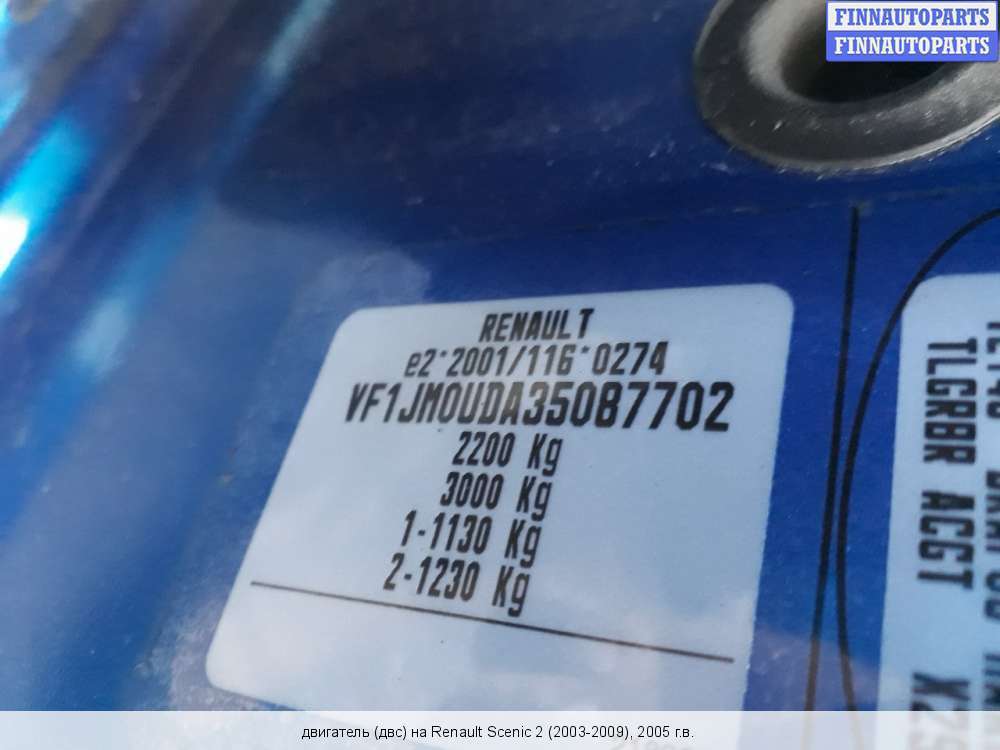 FINNAUTOPARTS
FINNAUTOPARTS
RENAULT
e2*2001/116*0274
VF1JM0UDA35087702
2200 Kg
3000 Kg
1-1130 Kg
2-1230 Kg
TLGRBR ACGT
двигатель (двс) на Renault Scenic 2 (2003-2009), 2005 г.в.